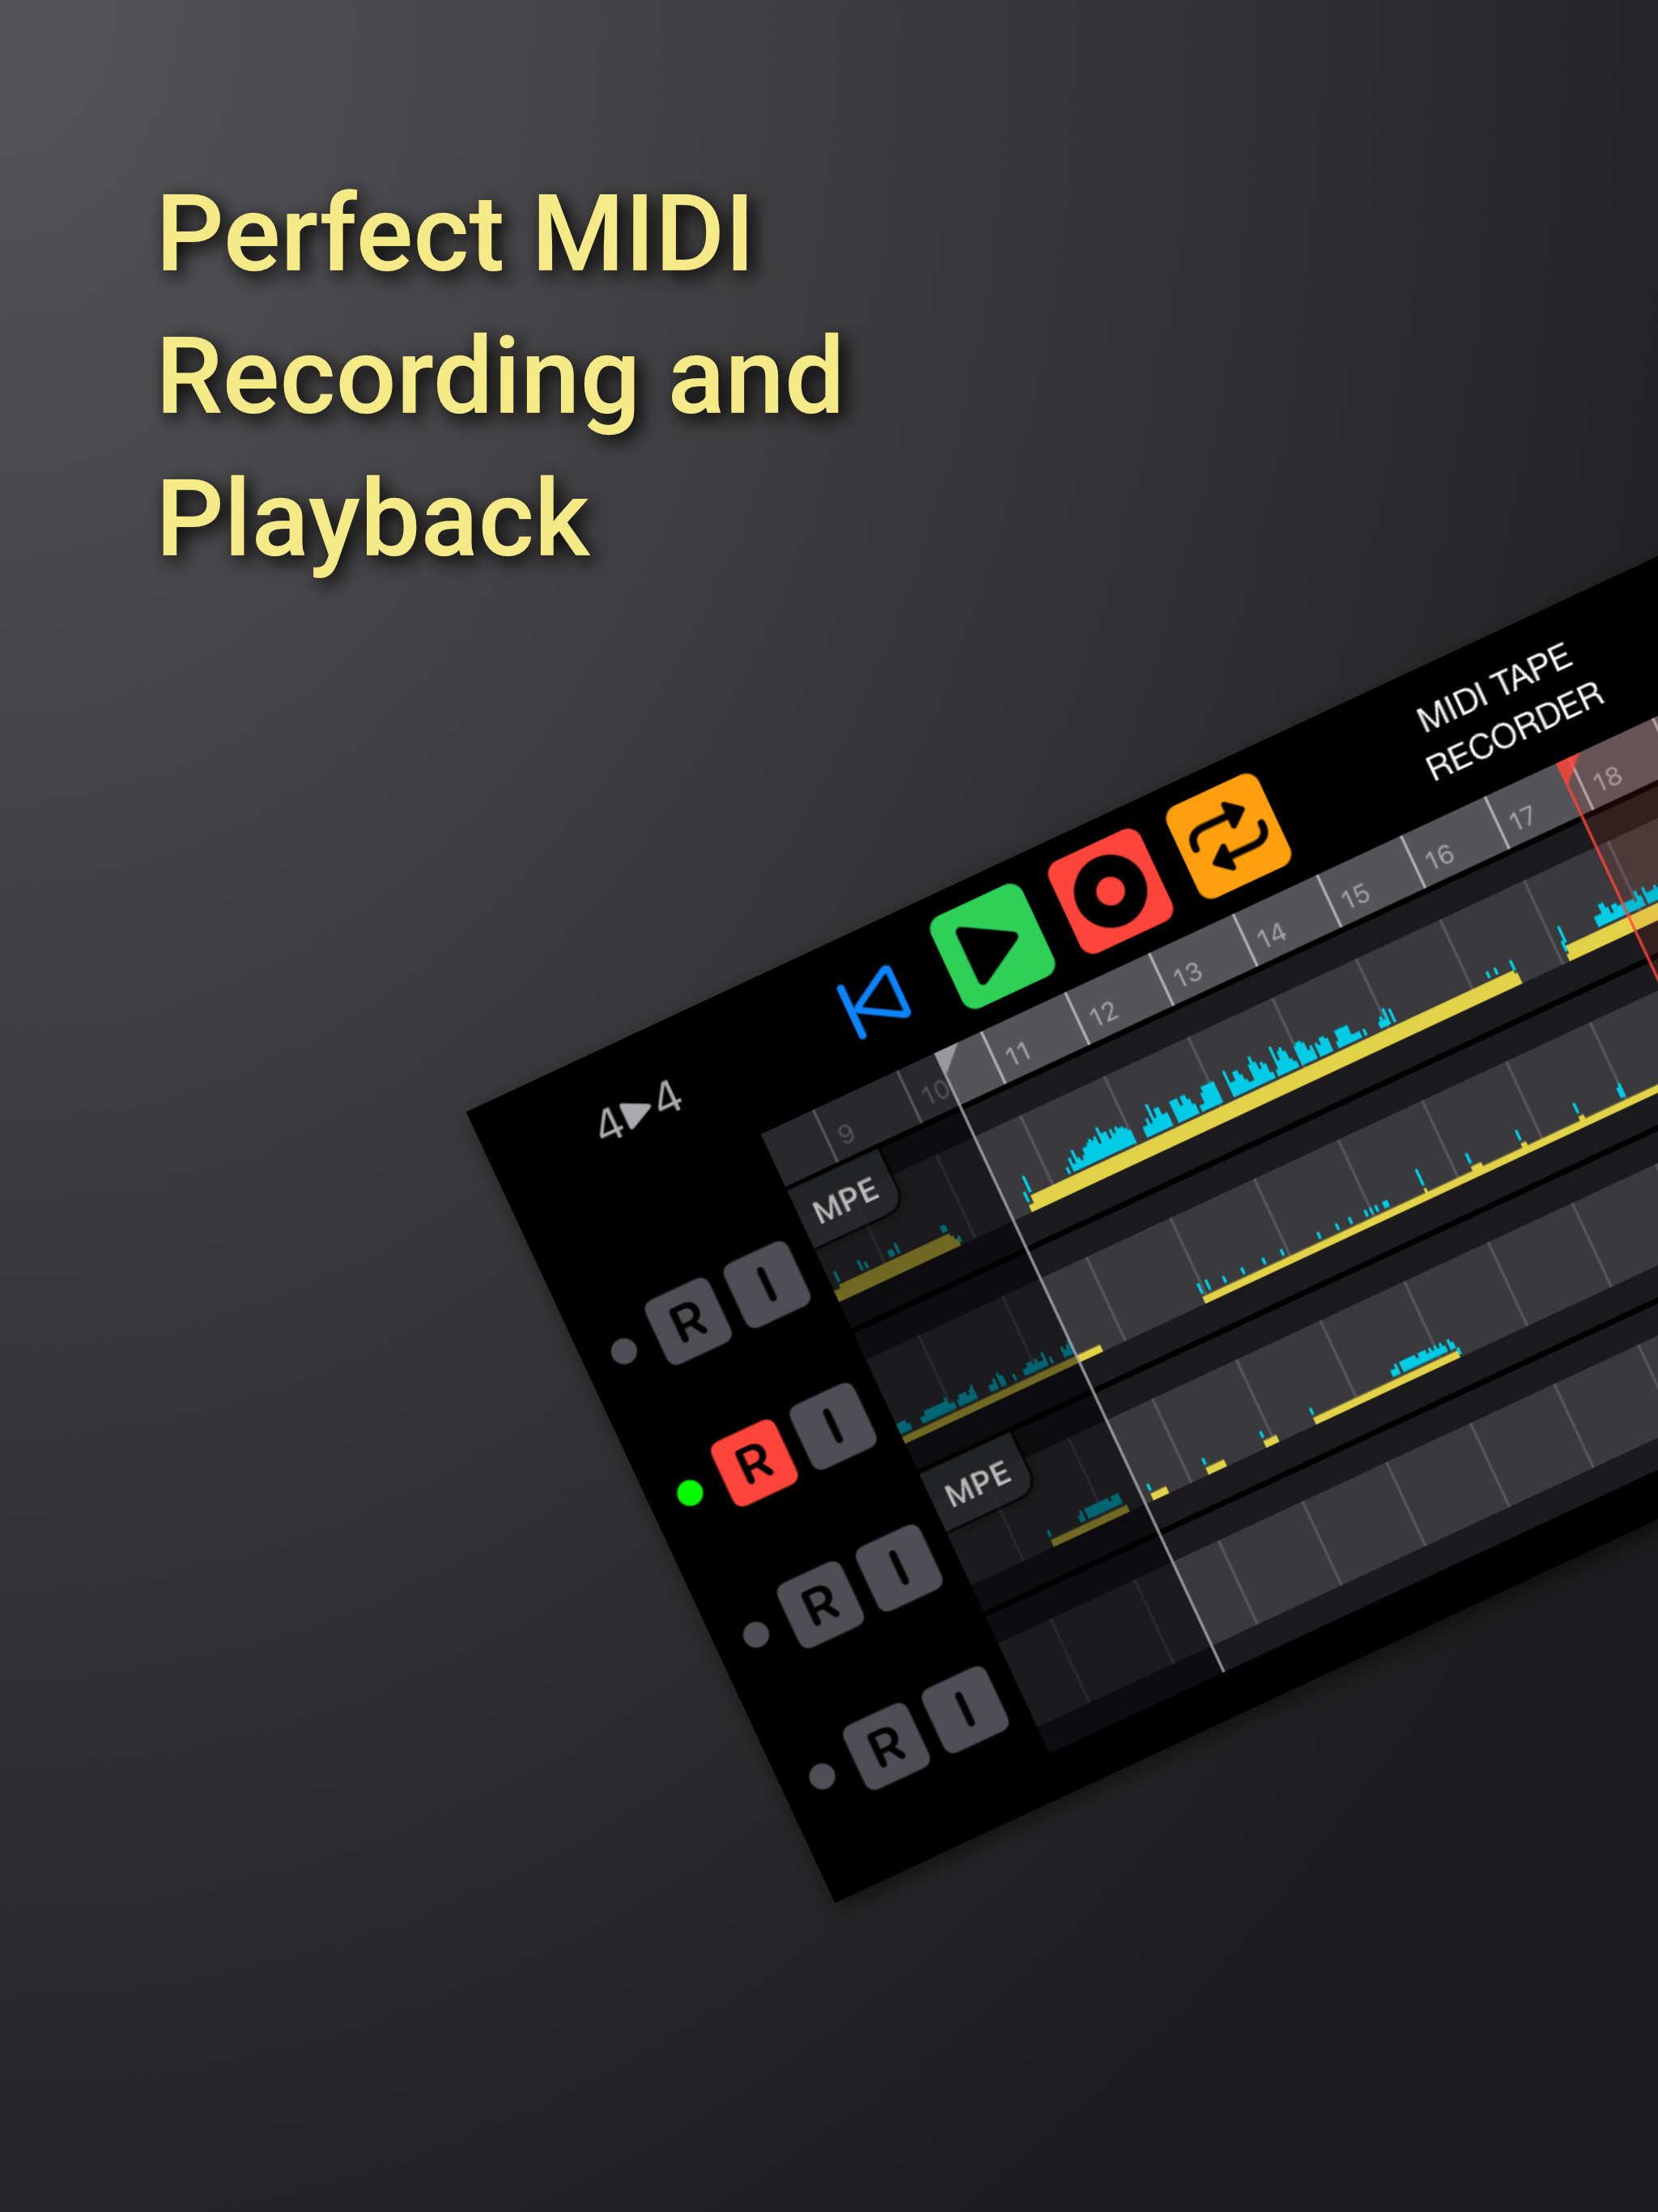 Perfect MIDI
Recording and
Playback
MIDI TAPE
RECORDER
4▶4
9 10 11 12 13 14 15 16 17 18
MPE
R I
R I
MPE
R I
R I